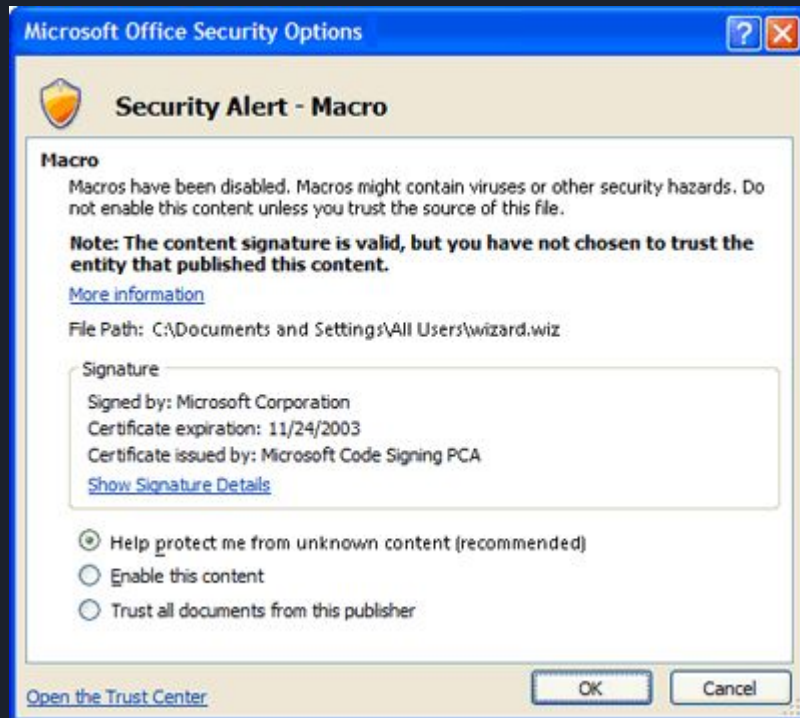 Microsoft Office Security Options
Security Alert - Macro
Macro
Macros have been disabled. Macros might contain viruses or other security hazards. Do
not enable this content unless you trust the source of this file.
Note: The content signature is valid, but you have not chosen to trust the
entity that published this content.
More information
File Path: C:\Documents and Settings\All Users\wizard.wiz
Signature
Signed by: Microsoft Corporation
Certificate expiration: 11/24/2003
Certificate issued by: Microsoft Code Signing PCA
Show Signature Details
Help protect me from unknown content (recommended)
Enable this content
Trust all documents from this publisher
Open the Trust Center
OK
Cancel